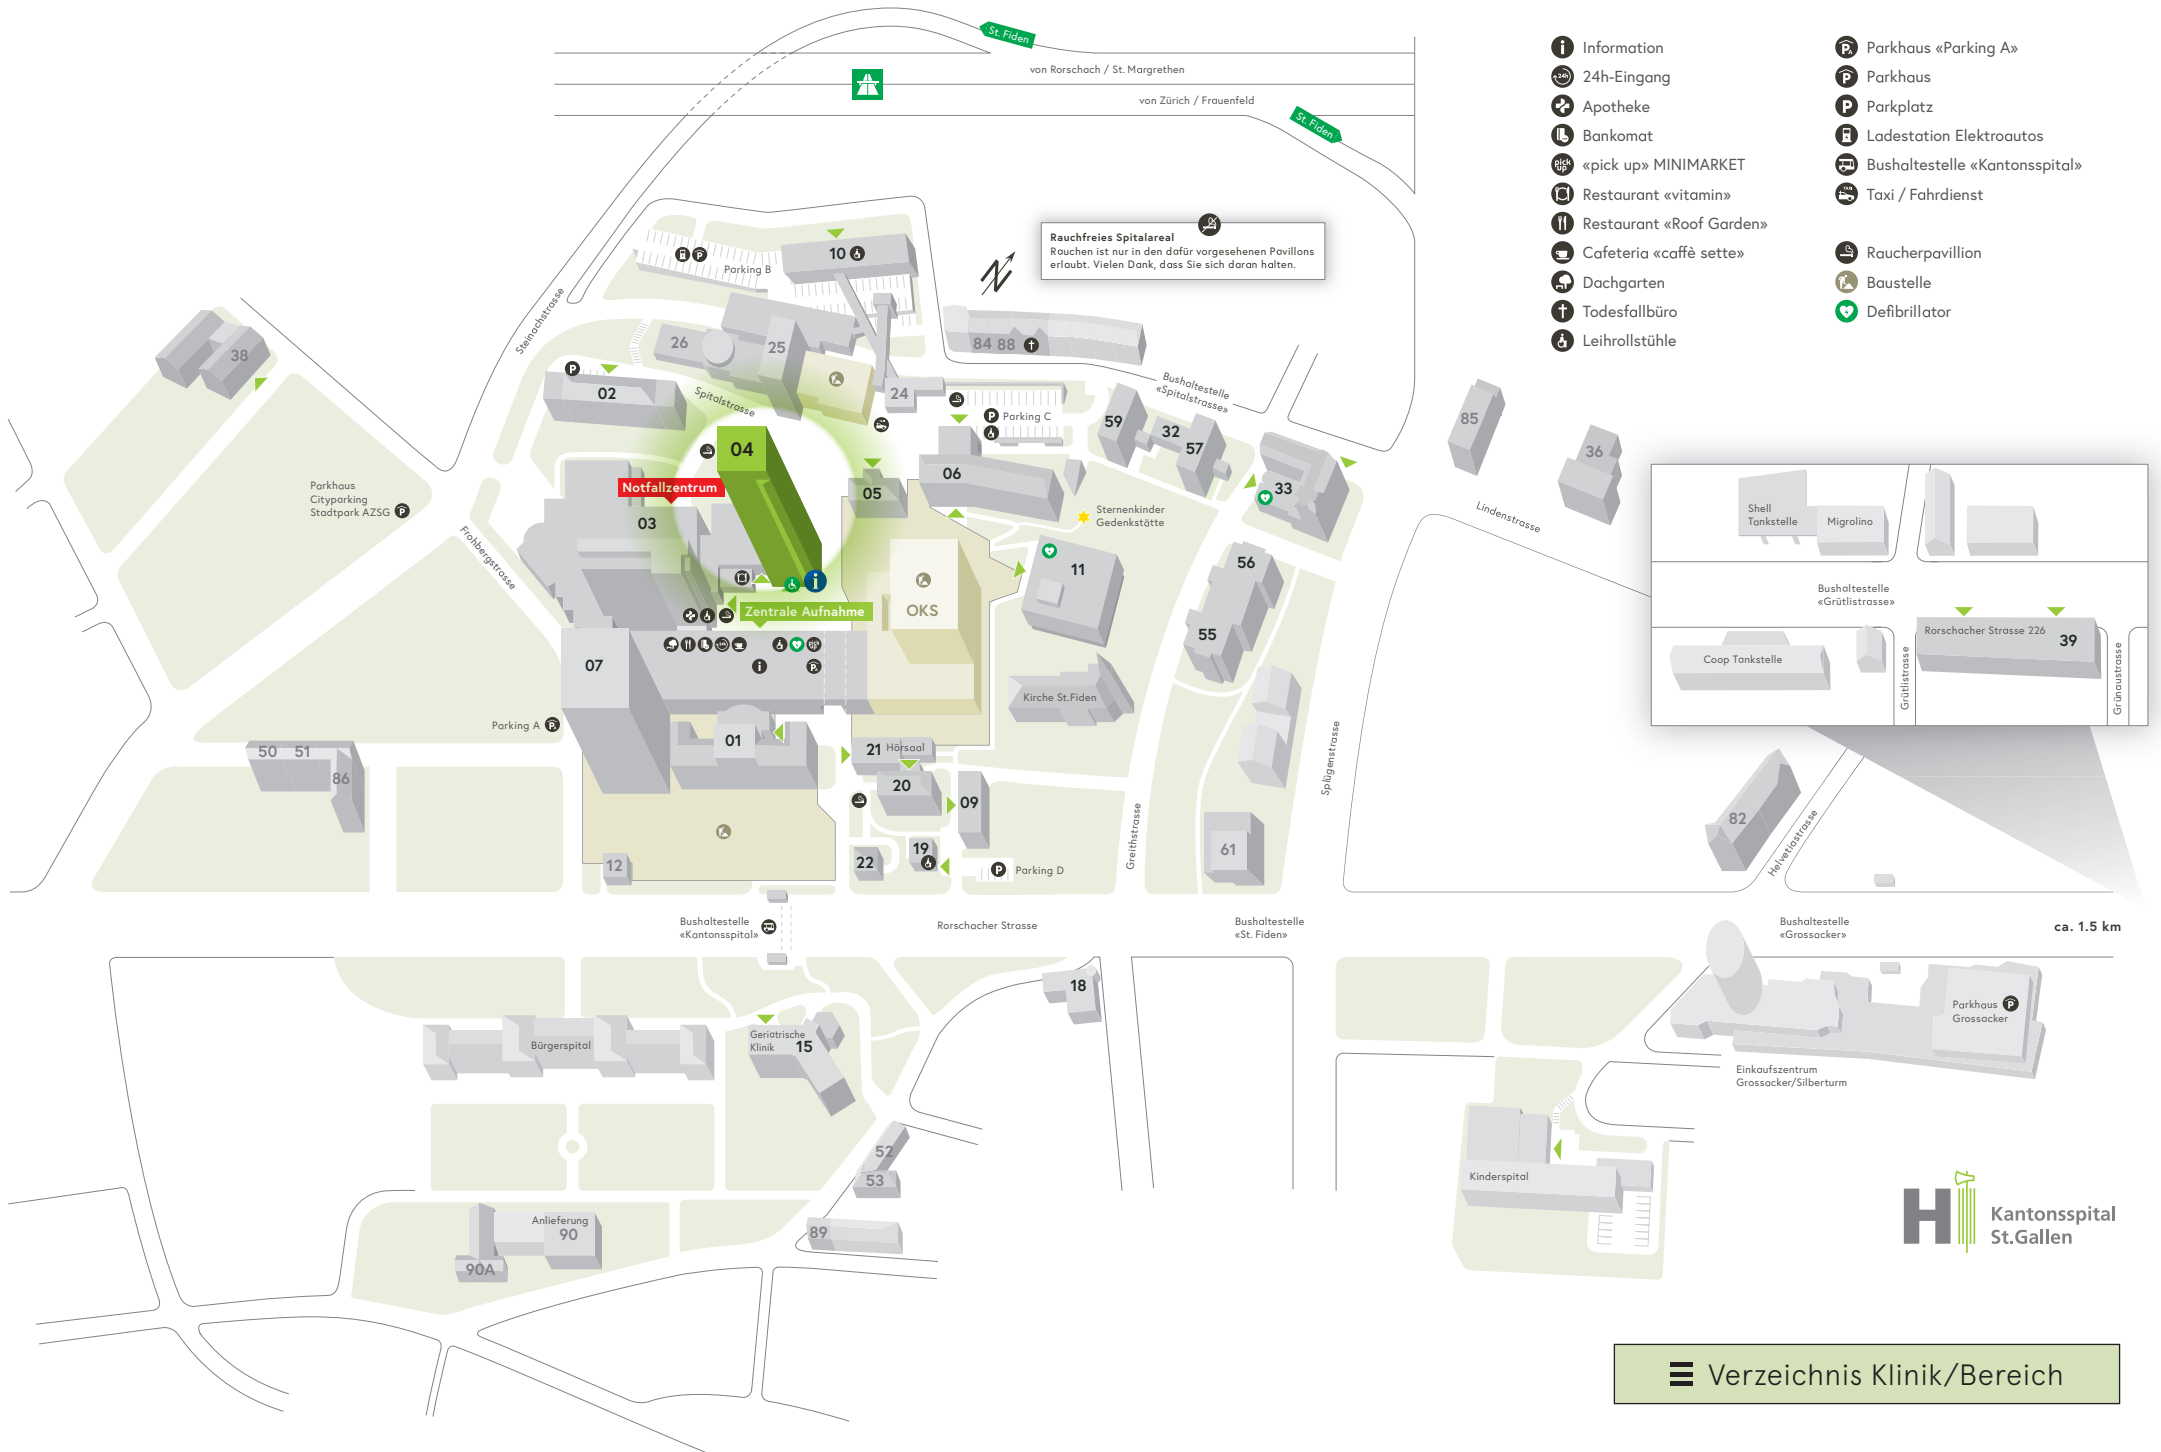 St. Fiden
von Rorschach / St. Margrethen
von Zürich / Frauenfeld
St. Fiden
Information
24h-Eingang
Apotheke
Bankomat
«pick up» MINIMARKET
Restaurant «vitamin»
Restaurant «Roof Garden»
Cafeteria «caffè sette»
Dachgarten
Todesfallbüro
Leihrollstühle
Parkhaus «Parking A»
Parkhaus
Parkplatz
Ladestation Elektroautos
Bushaltestelle «Kantonsspital»
Taxi / Fahrdienst
Raucherpavillion
Baustelle
Defibrillator
Rauchfreies Spitalareal
Rauchen ist nur in den dafür vorgesehenen Pavillons
erlaubt. Vielen Dank, dass Sie sich daran halten.
N
10
Parking B
Steinachstrasse
38
26
25
84 88
02
Spitalstrasse
24
Bushaltestelle
«Spitalstrasse»
Parking C
59
32
57
85
36
04
Notfallzentrum
03
05
06
33
Sternenkinder
Gedenkstätte
Lindenstrasse
Parkhaus
Cityparking
Stadtpark AZSG
Frohbergstrasse
11
56
55
OKS
Zentrale Aufnahme
07
Kirche St.Fiden
Shell
Tankstelle
Migrolino
Bushaltestelle
«Grütlistrasse»
Rorschacher Strasse 226
39
Coop Tankstelle
Grütlistrasse
Grünaustrasse
Parking A
01
21 Hörsaal
20
09
50
51
86
Splügenstrasse
Greithstrasse
61
82
Helvetiastrasse
12
22
19
Parking D
Bushaltestelle
«Kantonsspital»
Rorschacher Strasse
Bushaltestelle
«St. Fiden»
Bushaltestelle
«Grossacker»
ca. 1.5 km
18
Bürgerspital
Geriatrische
Klinik
15
Parkhaus
Grossacker
Einkaufszentrum
Grossacker/Silberturm
52
53
89
Kinderspital
Anlieferung
90
90A
H
Kantonsspital
St.Gallen
Verzeichnis Klinik/Bereich